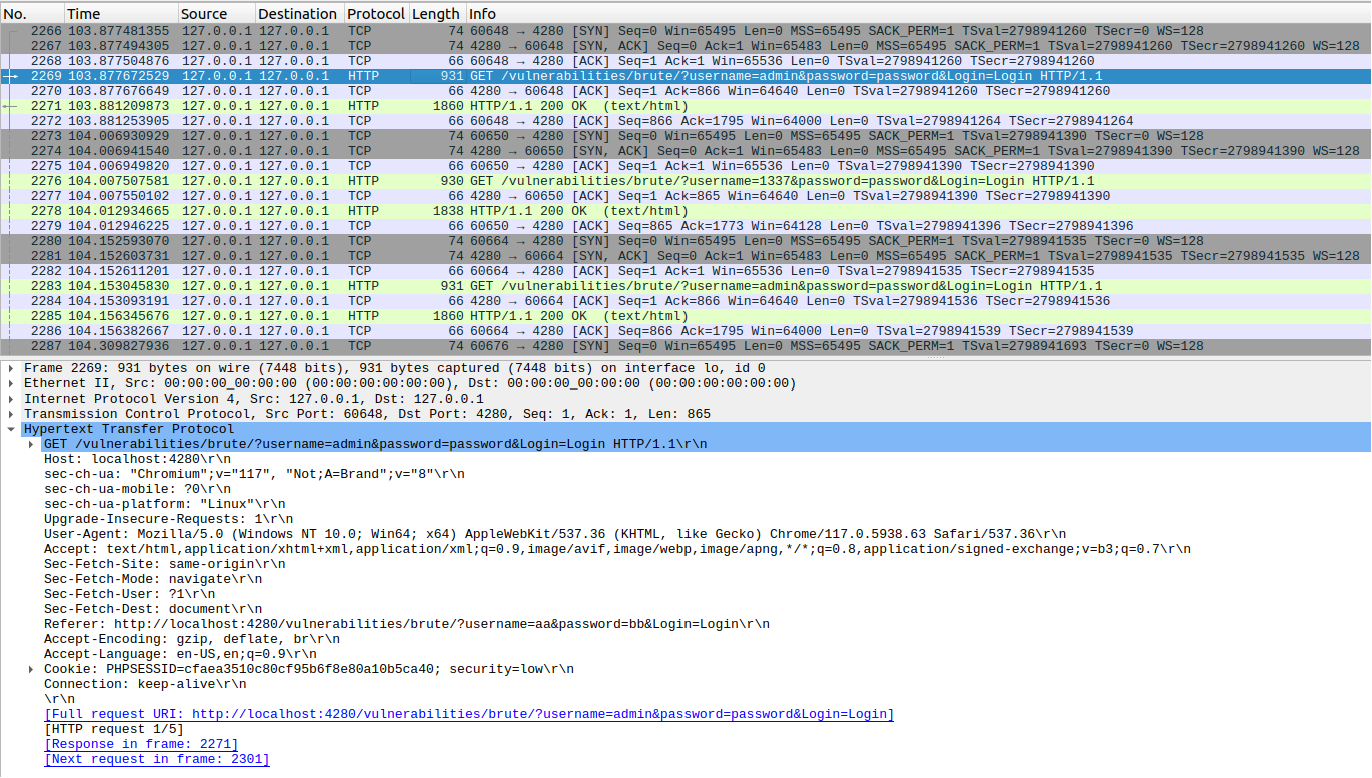 No. Time Source Destination Protocol Length Info
2266 103.877481355 127.0.0.1 127.0.0.1 TCP 74 60648 → 4280 [SYN] Seq=0 Win=65495 Len=0 MSS=65495 SACK_PERM=1 TSval=2798941260 TSecr=0 WS=128
2267 103.877494305 127.0.0.1 127.0.0.1 TCP 74 4280 → 60648 [SYN, ACK] Seq=0 Ack=1 Win=65483 Len=0 MSS=65495 SACK_PERM=1 TSval=2798941260 TSecr=2798941260 WS=128
2268 103.877504876 127.0.0.1 127.0.0.1 TCP 66 60648 → 4280 [ACK] Seq=1 Ack=1 Win=65536 Len=0 TSval=2798941260 TSecr=2798941260
2269 103.877672529 127.0.0.1 127.0.0.1 HTTP 931 GET /vulnerabilities/brute/?username=admin&password=password&Login=Login HTTP/1.1
2270 103.877676649 127.0.0.1 127.0.0.1 TCP 66 4280 → 60648 [ACK] Seq=1 Ack=866 Win=64640 Len=0 TSval=2798941260 TSecr=2798941260
2271 103.881209873 127.0.0.1 127.0.0.1 HTTP 1860 HTTP/1.1 200 OK (text/html)
2272 103.881253905 127.0.0.1 127.0.0.1 TCP 66 60648 → 4280 [ACK] Seq=866 Ack=1795 Win=64000 Len=0 TSval=2798941264 TSecr=2798941264
2273 104.006930929 127.0.0.1 127.0.0.1 TCP 74 60650 → 4280 [SYN] Seq=0 Win=65495 Len=0 MSS=65495 SACK_PERM=1 TSval=2798941390 TSecr=0 WS=128
2274 104.006941540 127.0.0.1 127.0.0.1 TCP 74 4280 → 60650 [SYN, ACK] Seq=0 Ack=1 Win=65483 Len=0 MSS=65495 SACK_PERM=1 TSval=2798941390 TSecr=2798941390 WS=128
2275 104.006949820 127.0.0.1 127.0.0.1 TCP 66 60650 → 4280 [ACK] Seq=1 Ack=1 Win=65536 Len=0 TSval=2798941390 TSecr=2798941390
2276 104.007507581 127.0.0.1 127.0.0.1 HTTP 930 GET /vulnerabilities/brute/?username=1337&password=password&Login=Login HTTP/1.1
2277 104.007550102 127.0.0.1 127.0.0.1 TCP 66 4280 → 60650 [ACK] Seq=1 Ack=865 Win=64640 Len=0 TSval=2798941390 TSecr=2798941390
2278 104.012934665 127.0.0.1 127.0.0.1 HTTP 1838 HTTP/1.1 200 OK (text/html)
2279 104.012946225 127.0.0.1 127.0.0.1 TCP 66 60650 → 4280 [ACK] Seq=865 Ack=1773 Win=64128 Len=0 TSval=2798941396 TSecr=2798941396
2280 104.152593070 127.0.0.1 127.0.0.1 TCP 74 60664 → 4280 [SYN] Seq=0 Win=65495 Len=0 MSS=65495 SACK_PERM=1 TSval=2798941535 TSecr=0 WS=128
2281 104.152603731 127.0.0.1 127.0.0.1 TCP 74 4280 → 60664 [SYN, ACK] Seq=0 Ack=1 Win=65483 Len=0 MSS=65495 SACK_PERM=1 TSval=2798941535 TSecr=2798941535 WS=128
2282 104.152611201 127.0.0.1 127.0.0.1 TCP 66 60664 → 4280 [ACK] Seq=1 Ack=1 Win=65536 Len=0 TSval=2798941535 TSecr=2798941535
2283 104.153045830 127.0.0.1 127.0.0.1 HTTP 931 GET /vulnerabilities/brute/?username=admin&password=password&Login=Login HTTP/1.1
2284 104.153093191 127.0.0.1 127.0.0.1 TCP 66 4280 → 60664 [ACK] Seq=1 Ack=866 Win=64640 Len=0 TSval=2798941536 TSecr=2798941536
2285 104.156345676 127.0.0.1 127.0.0.1 HTTP 1860 HTTP/1.1 200 OK (text/html)
2286 104.156382667 127.0.0.1 127.0.0.1 TCP 66 60664 → 4280 [ACK] Seq=866 Ack=1795 Win=64000 Len=0 TSval=2798941539 TSecr=2798941539
2287 104.309827936 127.0.0.1 127.0.0.1 TCP 74 60676 → 4280 [SYN] Seq=0 Win=65495 Len=0 MSS=65495 SACK_PERM=1 TSval=2798941693 TSecr=0 WS=128
Frame 2269: 931 bytes on wire (7448 bits), 931 bytes captured (7448 bits) on interface lo, id 0
Ethernet II, Src: 00:00:00_00:00:00 (00:00:00:00:00:00), Dst: 00:00:00_00:00:00 (00:00:00:00:00:00)
Internet Protocol Version 4, Src: 127.0.0.1, Dst: 127.0.0.1
Transmission Control Protocol, Src Port: 60648, Dst Port: 4280, Seq: 1, Ack: 1, Len: 865
Hypertext Transfer Protocol
GET /vulnerabilities/brute/?username=admin&password=password&Login=Login HTTP/1.1\r\n
Host: localhost:4280\r\n
sec-ch-ua: "Chromium";v="117", "Not;A=Brand";v="8"\r\n
sec-ch-ua-mobile: ?0\r\n
sec-ch-ua-platform: "Linux"\r\n
Upgrade-Insecure-Requests: 1\r\n
User-Agent: Mozilla/5.0 (Windows NT 10.0; Win64; x64) AppleWebKit/537.36 (KHTML, like Gecko) Chrome/117.0.5938.63 Safari/537.36\r\n
Accept: text/html,application/xhtml+xml,application/xml;q=0.9,image/avif,image/webp,image/apng,*/*;q=0.8,application/signed-exchange;v=b3;q=0.7\r\n
Sec-Fetch-Site: same-origin\r\n
Sec-Fetch-Mode: navigate\r\n
Sec-Fetch-User: ?1\r\n
Sec-Fetch-Dest: document\r\n
Referer: http://localhost:4280/vulnerabilities/brute/?username=aa&password=bb&Login=Login\r\n
Accept-Encoding: gzip, deflate, br\r\n
Accept-Language: en-US,en;q=0.9\r\n
Cookie: PHPSESSID=cfaea3510c80cf95b6f8e80a10b5ca40; security=low\r\n
Connection: keep-alive\r\n
\r\n
[Full request URI: http://localhost:4280/vulnerabilities/brute/?username=admin&password=password&Login=Login]
[HTTP request 1/5]
[Response in frame: 2271]
[Next request in frame: 2301]